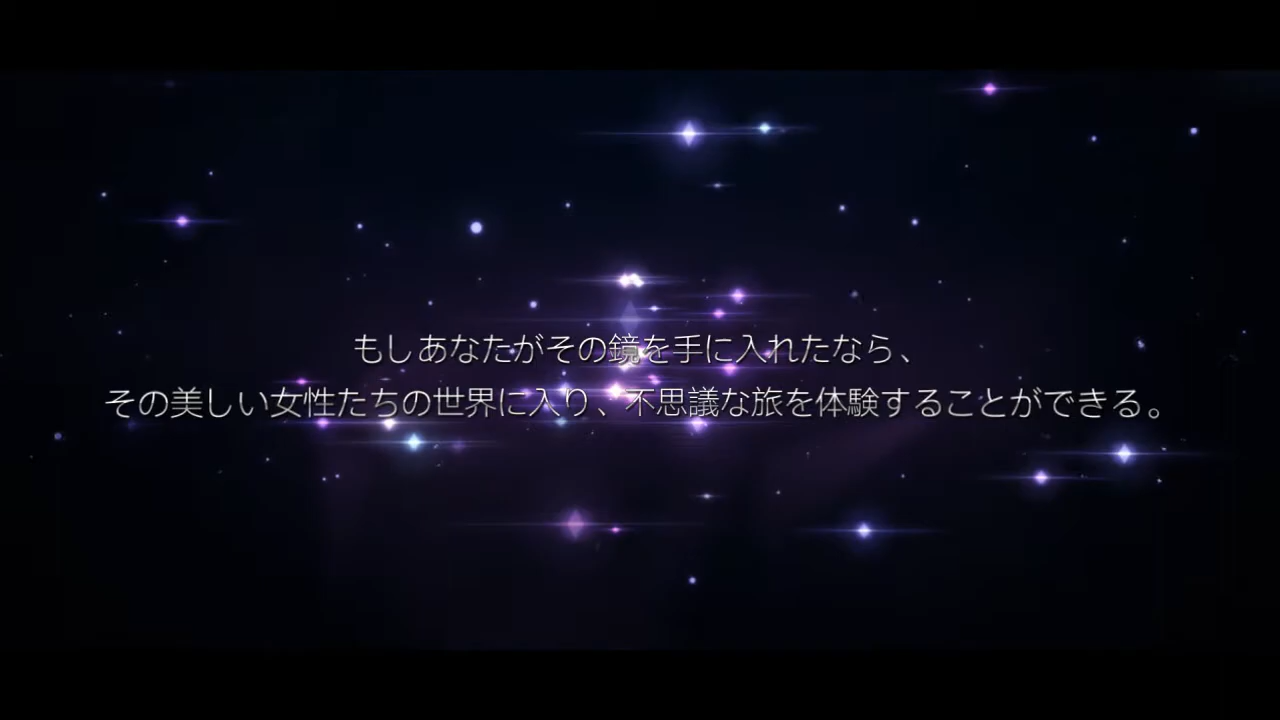 もしあなたがその鏡を手に入れたなら、
その美しい女性たちの世界に入り、不思議な旅を体験することができる。